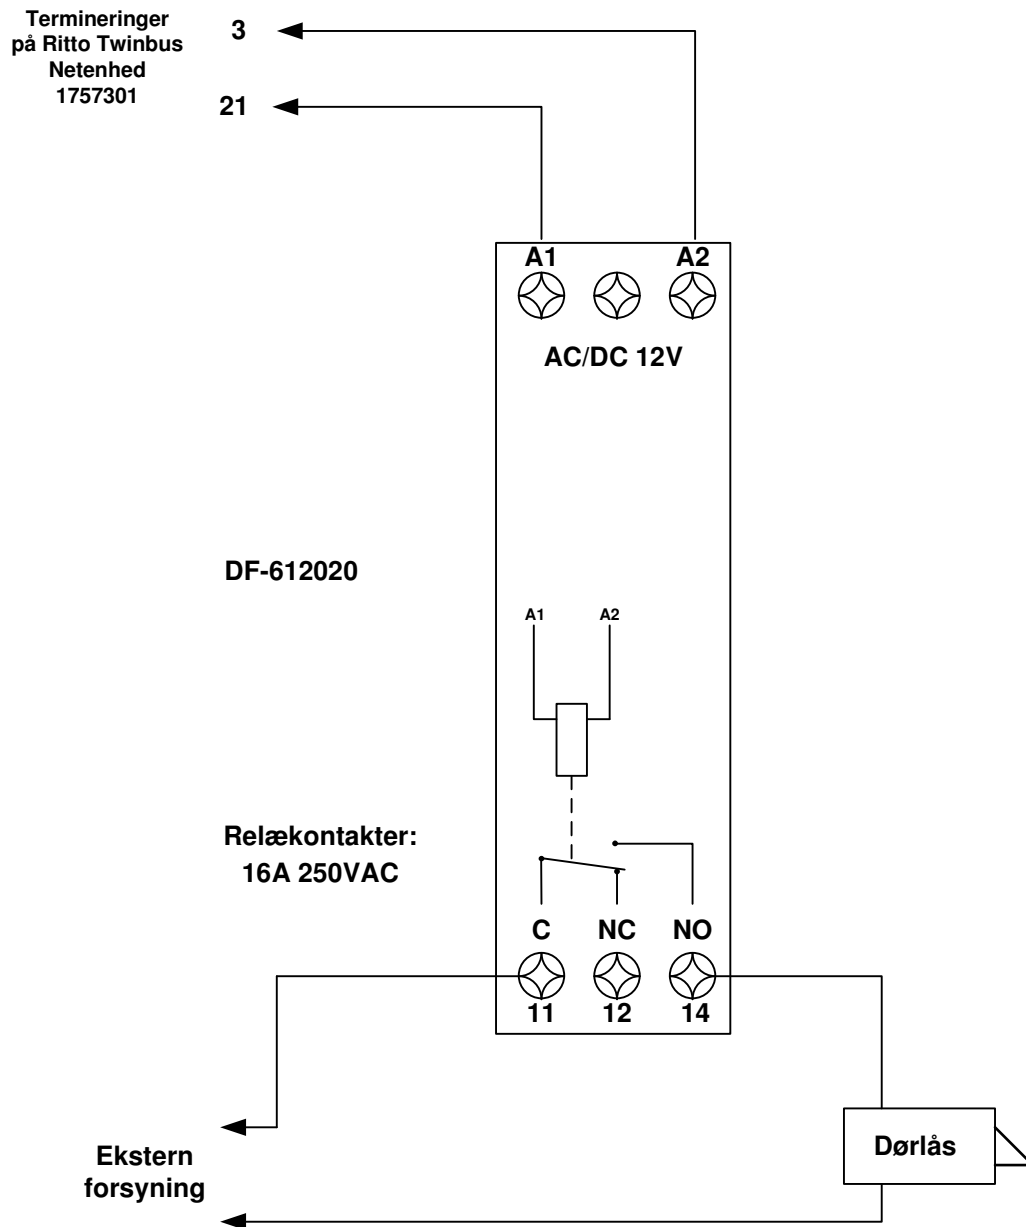 Termineringer
på Ritto Twinbus
Netenhed
1757301
3
21
A1 A2
AC/DC 12V
DF-612020
A1 A2
Relækontakter:
16A 250VAC
C NC NO
11 12 14
Ekstern
forsyning
Dørlås